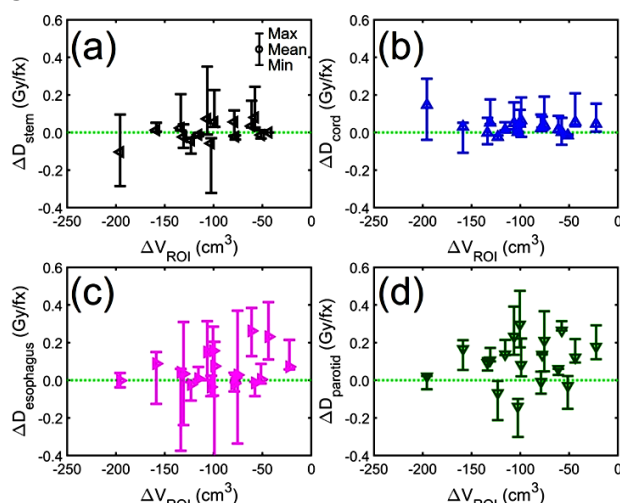 (a)
Max
Mean
Min
0.6
0.4
0.2
0.0
-0.2
-0.4
ΔD_stem (Gy/fx)
-250 -200 -150 -100 -50 0
ΔV_ROI (cm³)
(b)
0.6
0.4
0.2
0.0
-0.2
-0.4
ΔD_cord (Gy/fx)
-250 -200 -150 -100 -50 0
ΔV_ROI (cm³)
(c)
0.6
0.4
0.2
0.0
-0.2
-0.4
ΔD_esophagus (Gy/fx)
-250 -200 -150 -100 -50 0
ΔV_ROI (cm³)
(d)
0.6
0.4
0.2
0.0
-0.2
-0.4
ΔD_parotid (Gy/fx)
-250 -200 -150 -100 -50 0
ΔV_ROI (cm³)